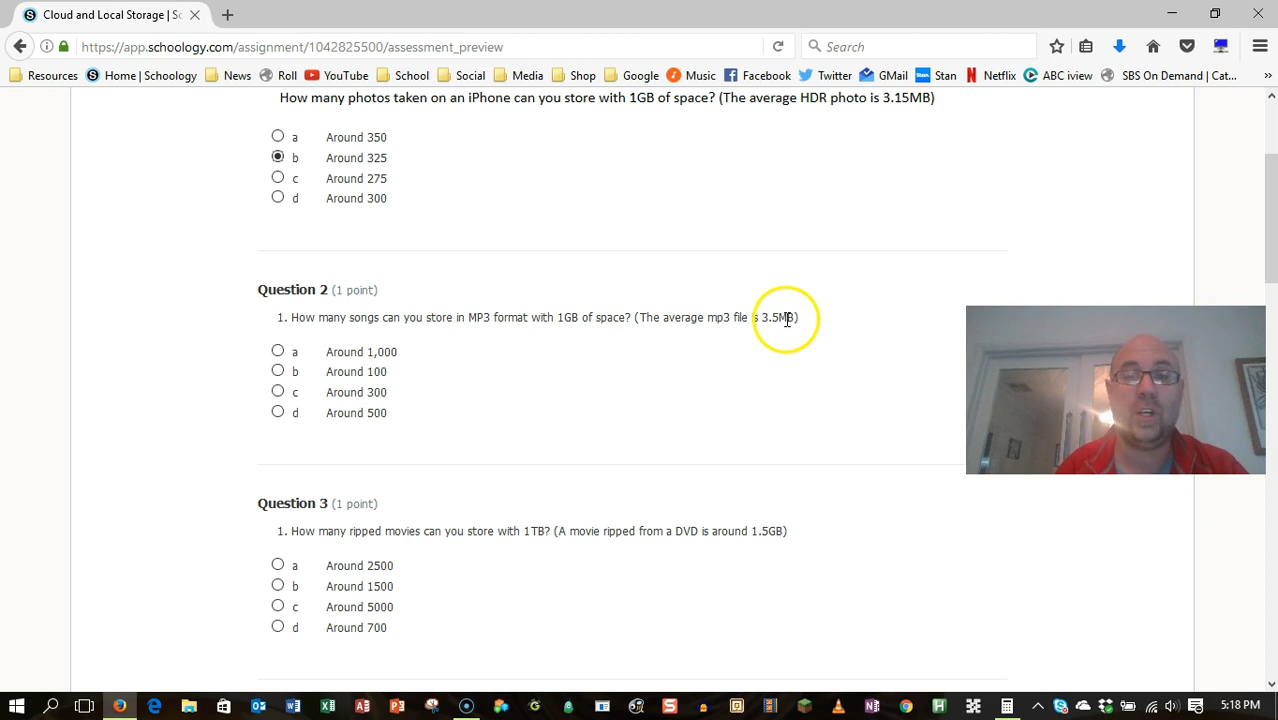 Cloud and Local Storage | Sc
https://app.schoology.com/assignment/1042825500/assessment_preview
Search
Resources Home | Schoology News Roll YouTube School Social Media Shop Google Music Facebook Twitter GMail Stan Netflix ABC iview SBS On Demand | Cat...
How many photos taken on an iPhone can you store with 1GB of space? (The average HDR photo is 3.15MB)
a Around 350
b Around 325
c Around 275
d Around 300
Question 2 (1 point)
1. How many songs can you store in MP3 format with 1GB of space? (The average mp3 file is 3.5MB)
a Around 1,000
b Around 100
c Around 300
d Around 500
Question 3 (1 point)
1. How many ripped movies can you store with 1TB? (A movie ripped from a DVD is around 1.5GB)
a Around 2500
b Around 1500
c Around 5000
d Around 700
5:18 PM